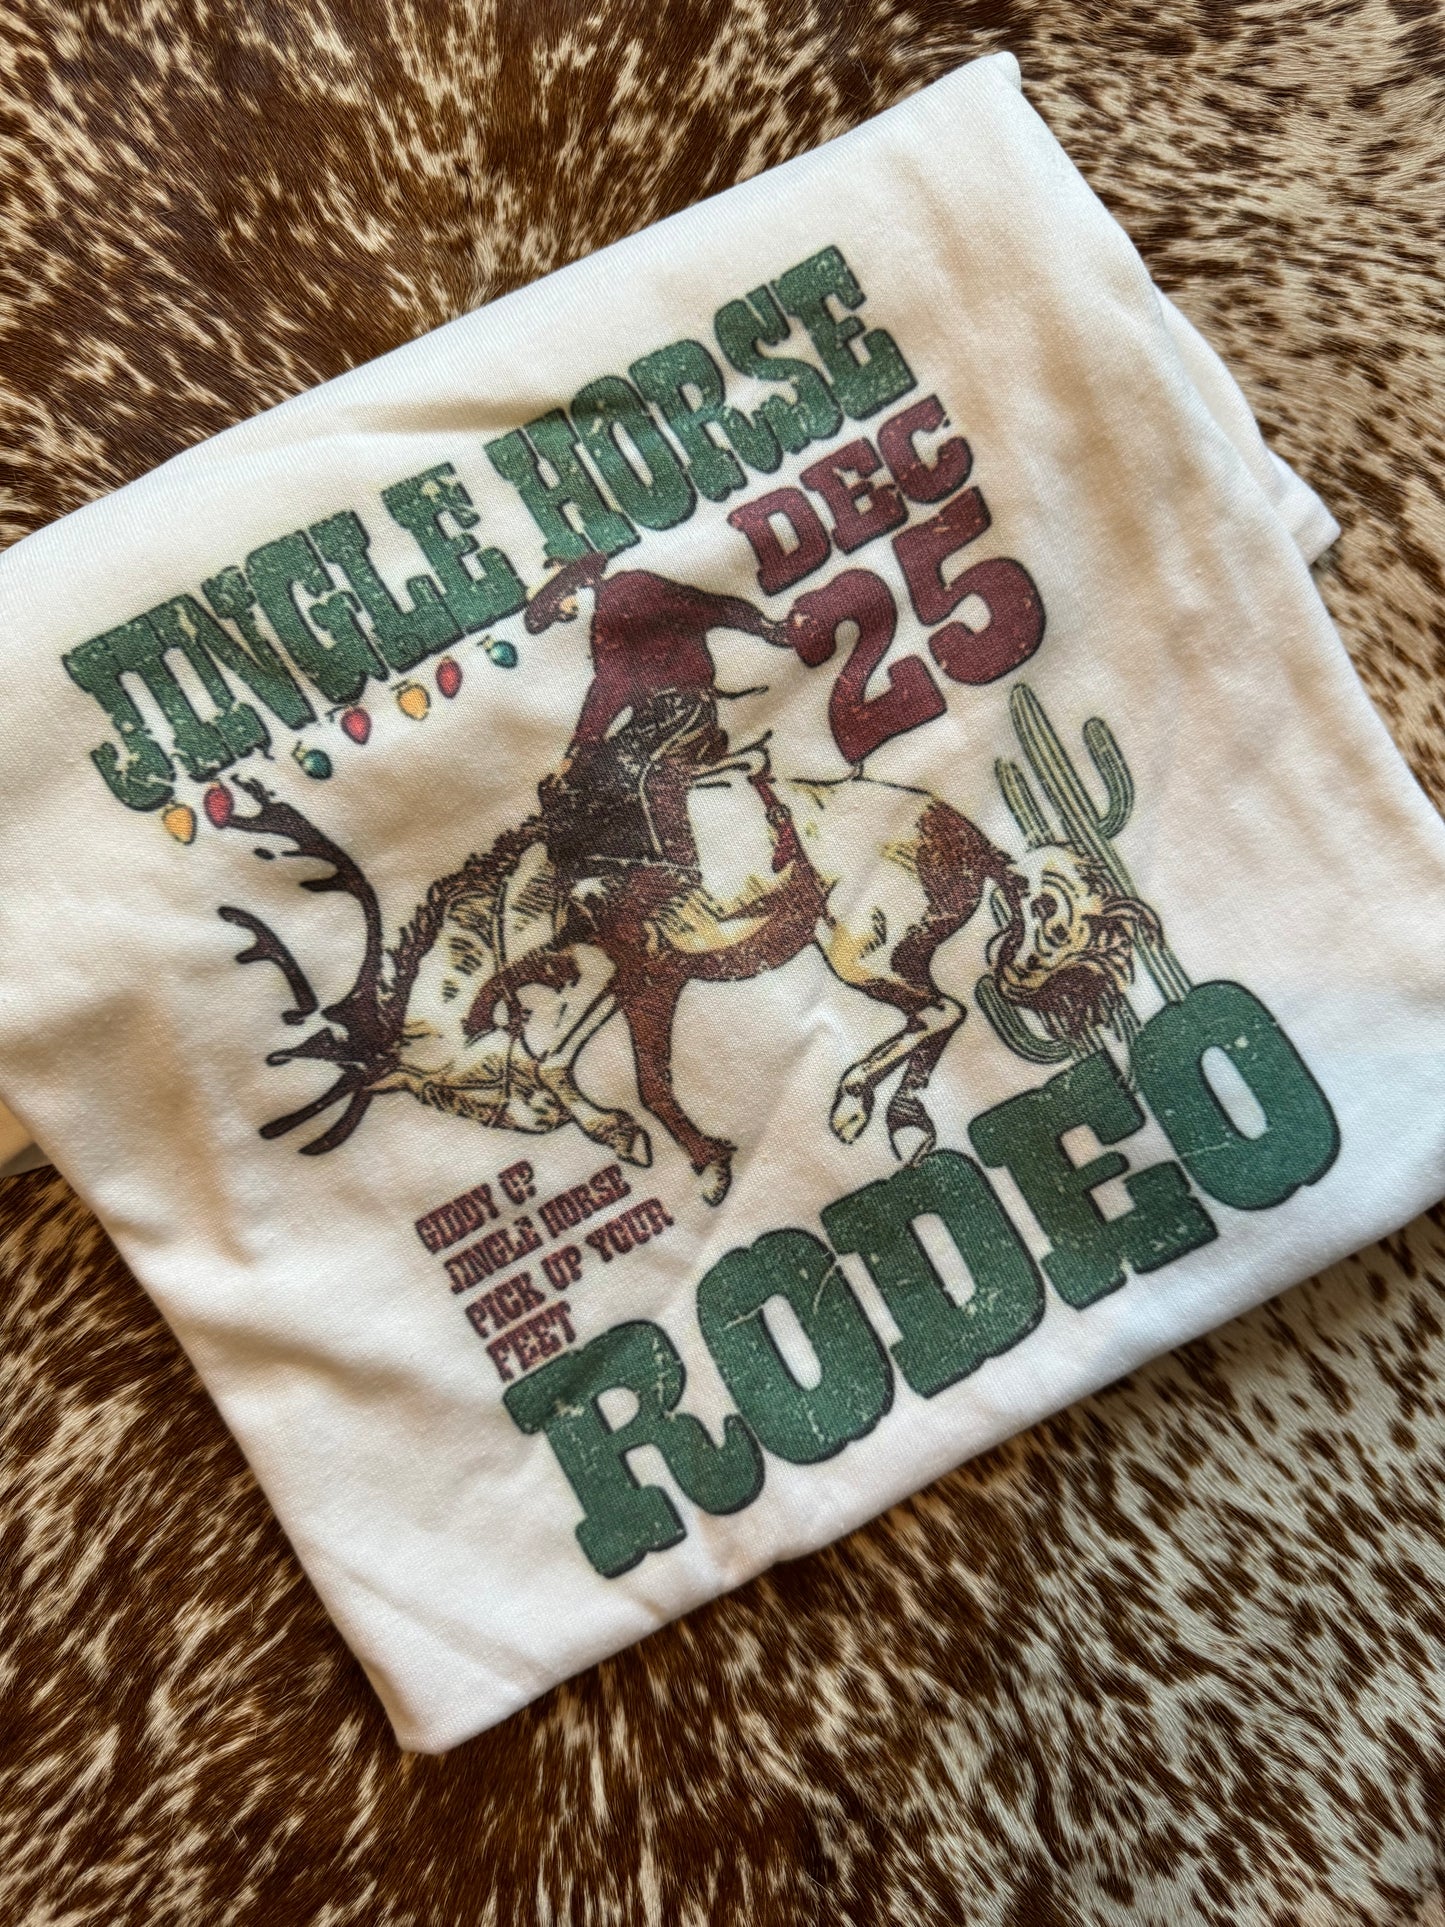 JINGLE HORSE
DEC
25
GIDDY UP
JINGLE HORSE
PICK UP YOUR
FEET
RODEO